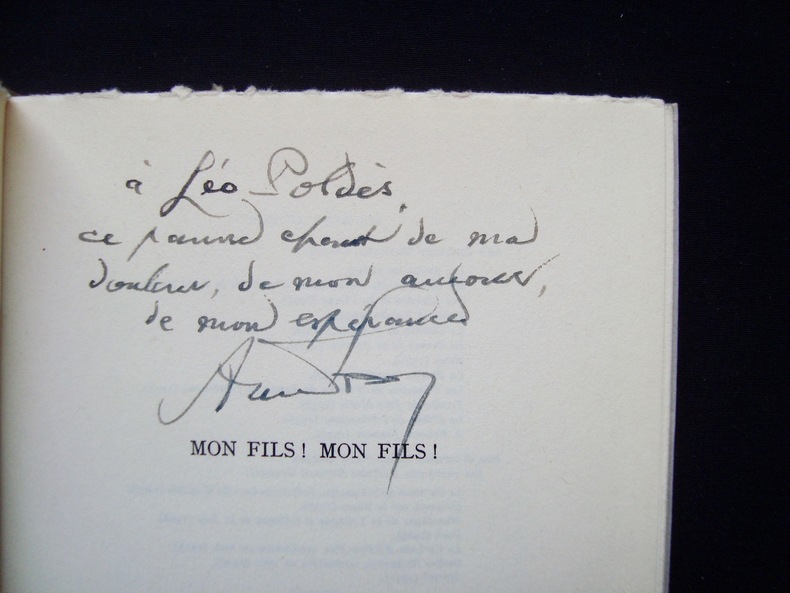 à Léo Poldès,
ce pauvre chant de ma
douleur, de mon amour,
de mon espérance
MON FILS ! MON FILS !